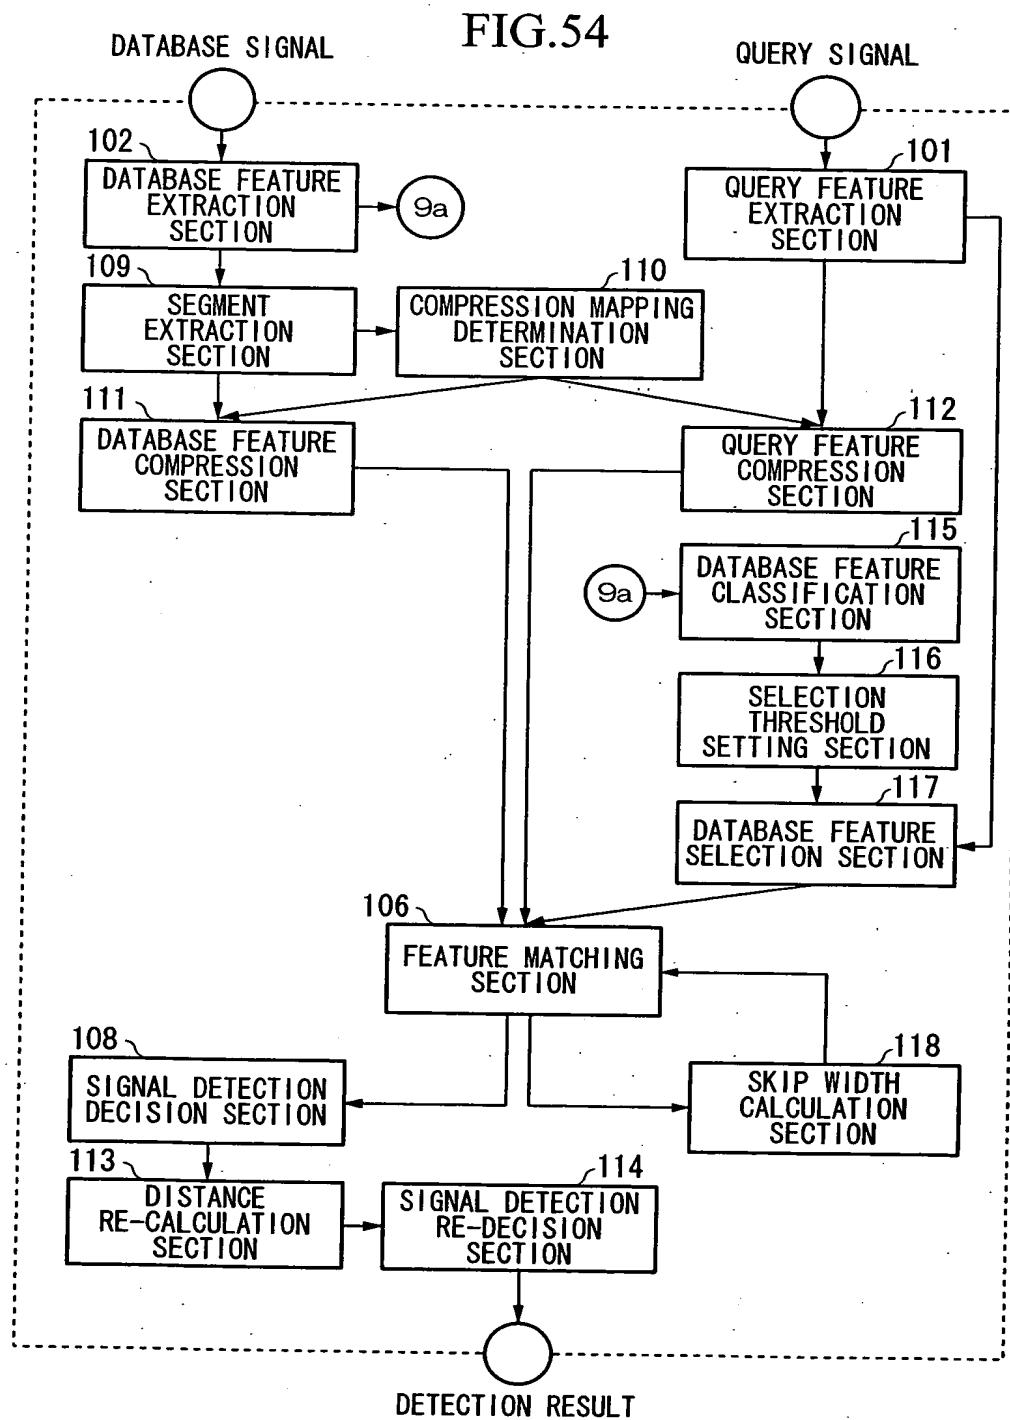 FIG.54
DATABASE SIGNAL
QUERY SIGNAL
102
DATABASE FEATURE
EXTRACTION
SECTION
9a
101
QUERY FEATURE
EXTRACTION
SECTION
109
SEGMENT
EXTRACTION
SECTION
110
COMPRESSION MAPPING
DETERMINATION
SECTION
111
DATABASE FEATURE
COMPRESSION
SECTION
112
QUERY FEATURE
COMPRESSION
SECTION
115
9a
DATABASE FEATURE
CLASSIFICATION
SECTION
116
SELECTION
THRESHOLD
SETTING SECTION
117
DATABASE FEATURE
SELECTION SECTION
106
FEATURE MATCHING
SECTION
108
SIGNAL DETECTION
DECISION SECTION
118
SKIP WIDTH
CALCULATION
SECTION
113
DISTANCE
RE-CALCULATION
SECTION
114
SIGNAL DETECTION
RE-DECISION
SECTION
DETECTION RESULT